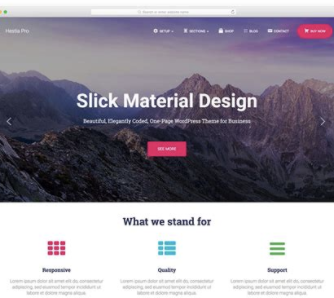 Hestia Pro
SETUP
SECTIONS
SHOP
BLOG
CONTACT
BUY NOW
Slick Material Design
Beautiful, Elegantly Coded, One-Page WordPress Theme for Business
SEE MORE
What we stand for
Responsive
Quality
Support
Lorem ipsum dolor sit amet elit do, consectetur
adipiscing, sed eiusmod tempor incididunt ut
labore et dolore magna aliqua.
Lorem ipsum dolor sit amet elit do, consectetur
adipiscing, sed eiusmod tempor incididunt ut
labore et dolore magna aliqua.
Lorem ipsum dolor sit amet elit do, consectetur
adipiscing, sed eiusmod tempor incididunt ut
labore et dolore magna aliqua.